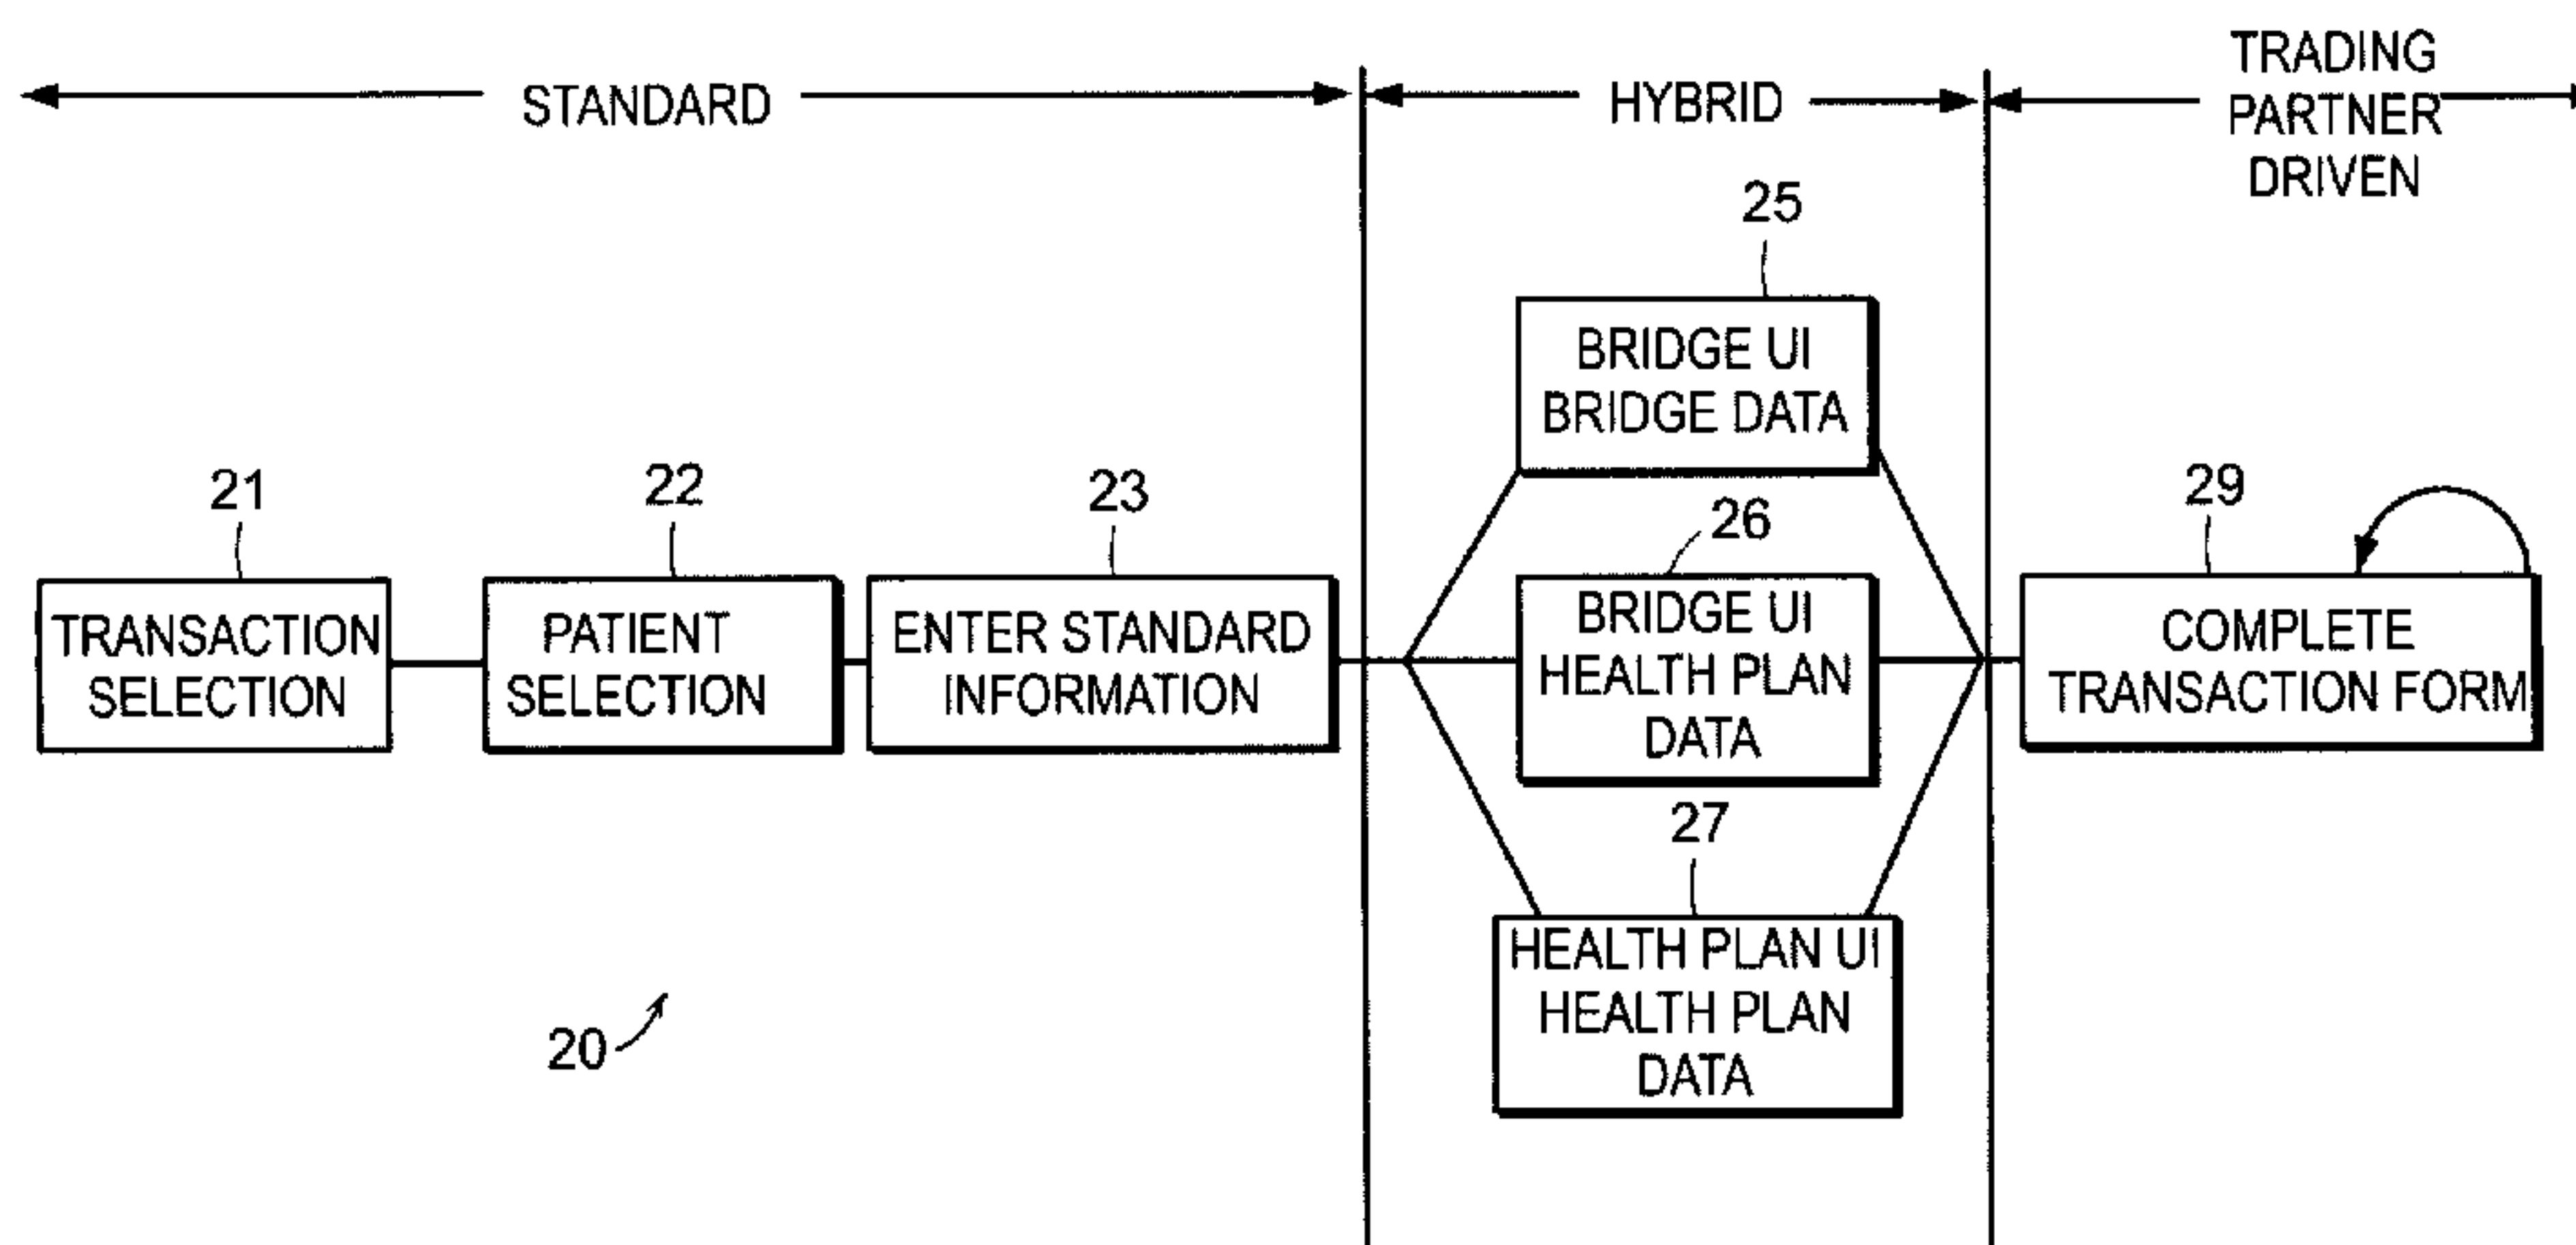 STANDARD
HYBRID
TRADING
PARTNER
DRIVEN
25
BRIDGE UI
BRIDGE DATA
21
TRANSACTION
SELECTION
22
PATIENT
SELECTION
23
ENTER STANDARD
INFORMATION
26
BRIDGE UI
HEALTH PLAN
DATA
27
HEALTH PLAN UI
HEALTH PLAN
DATA
29
COMPLETE
TRANSACTION FORM
20